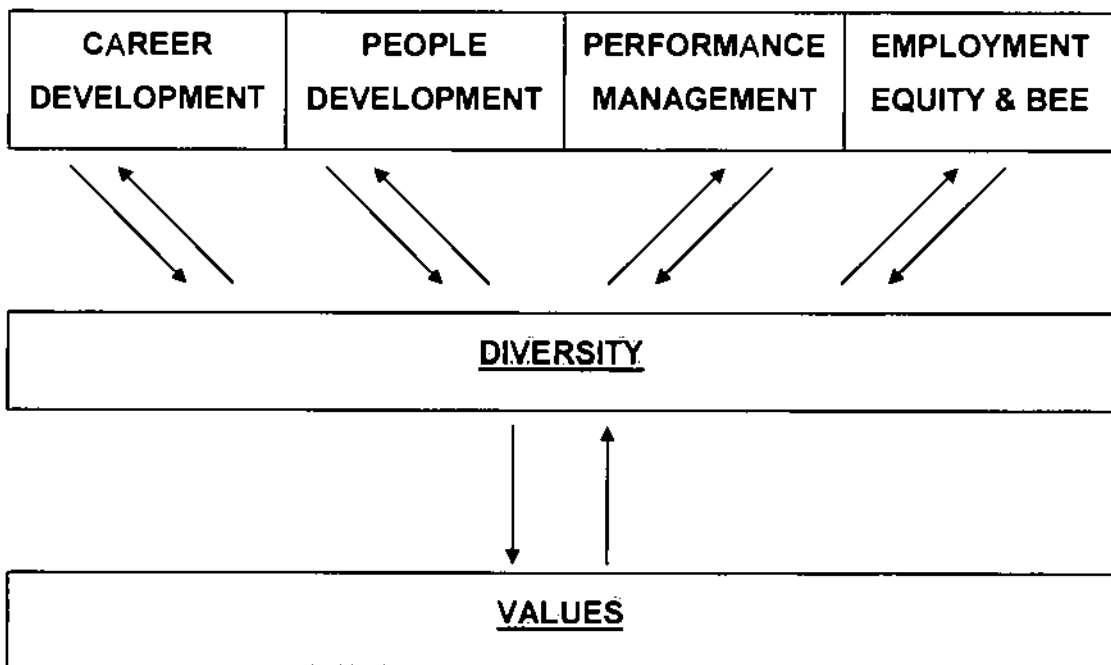 CAREER
DEVELOPMENT
PEOPLE
DEVELOPMENT
PERFORMANCE
MANAGEMENT
EMPLOYMENT
EQUITY & BEE
DIVERSITY
VALUES